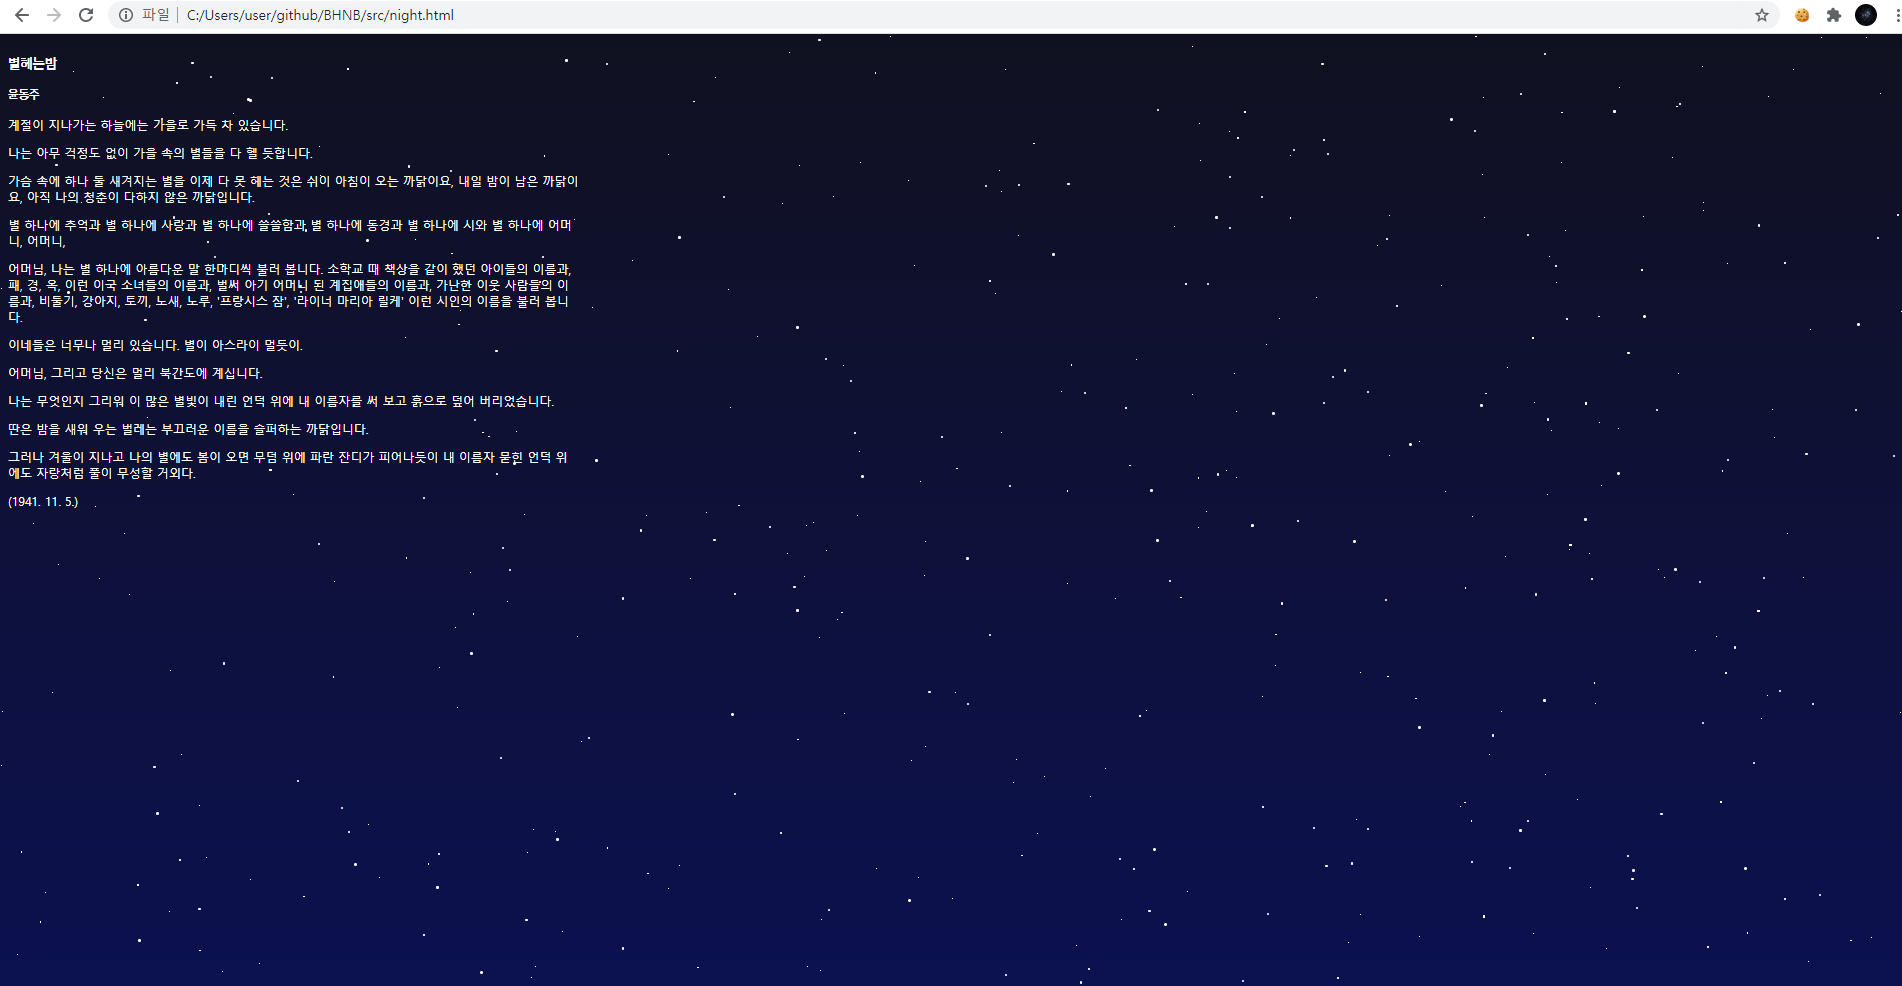 파일 | C:/Users/user/github/BHNB/src/night.html
별헤는밤
윤동주
계절이 지나가는 하늘에는 가을로 가득 차 있습니다.
나는 아무 걱정도 없이 가을 속의 별들을 다 헬 듯합니다.
가슴 속에 하나 둘 새겨지는 별을 이제 다 못 헤는 것은 쉬이 아침이 오는 까닭이요, 내일 밤이 남은 까닭이
요, 아직 나의 청춘이 다하지 않은 까닭입니다.
별 하나에 추억과 별 하나에 사랑과 별 하나에 쓸쓸함과 별 하나에 동경과 별 하나에 시와 별 하나에 어머
니, 어머니,
어머님, 나는 별 하나에 아름다운 말 한마디씩 불러 봅니다. 소학교 때 책상을 같이 했던 아이들의 이름과,
패, 경, 옥, 이런 이국 소녀들의 이름과, 벌써 아기 어머니 된 계집애들의 이름과, 가난한 이웃 사람들의 이
름과, 비둘기, 강아지, 토끼, 노새, 노루, '프랑시스 잠', '라이너 마리아 릴케' 이런 시인의 이름을 불러 봅니
다.
이네들은 너무나 멀리 있습니다. 별이 아스라이 멀듯이.
어머님, 그리고 당신은 멀리 북간도에 계십니다.
나는 무엇인지 그리워 이 많은 별빛이 내린 언덕 위에 내 이름자를 써 보고 흙으로 덮어 버리었습니다.
딴은 밤을 새워 우는 벌레는 부끄러운 이름을 슬퍼하는 까닭입니다.
그러나 겨울이 지나고 나의 별에도 봄이 오면 무덤 위에 파란 잔디가 피어나듯이 내 이름자 묻힌 언덕 위
에도 자랑처럼 풀이 무성할 거외다.
(1941. 11. 5.)